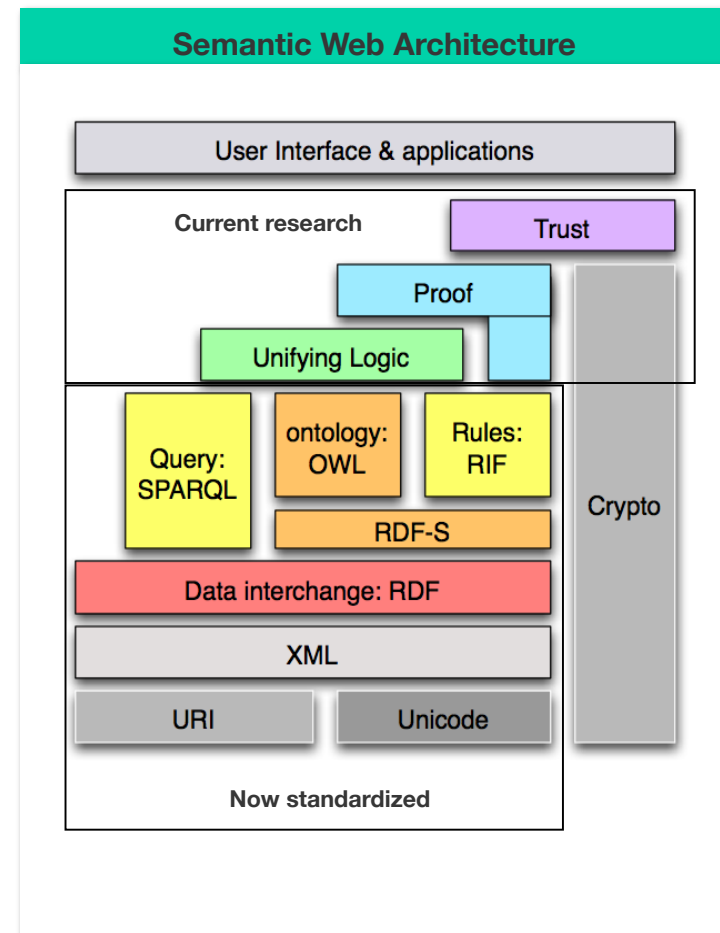 Semantic Web Architecture
User Interface & applications
Current research
Trust
Proof
Unifying Logic
Query:
SPARQL
ontology:
OWL
Rules:
RIF
Crypto
RDF-S
Data interchange: RDF
XML
URI
Unicode
Now standardized